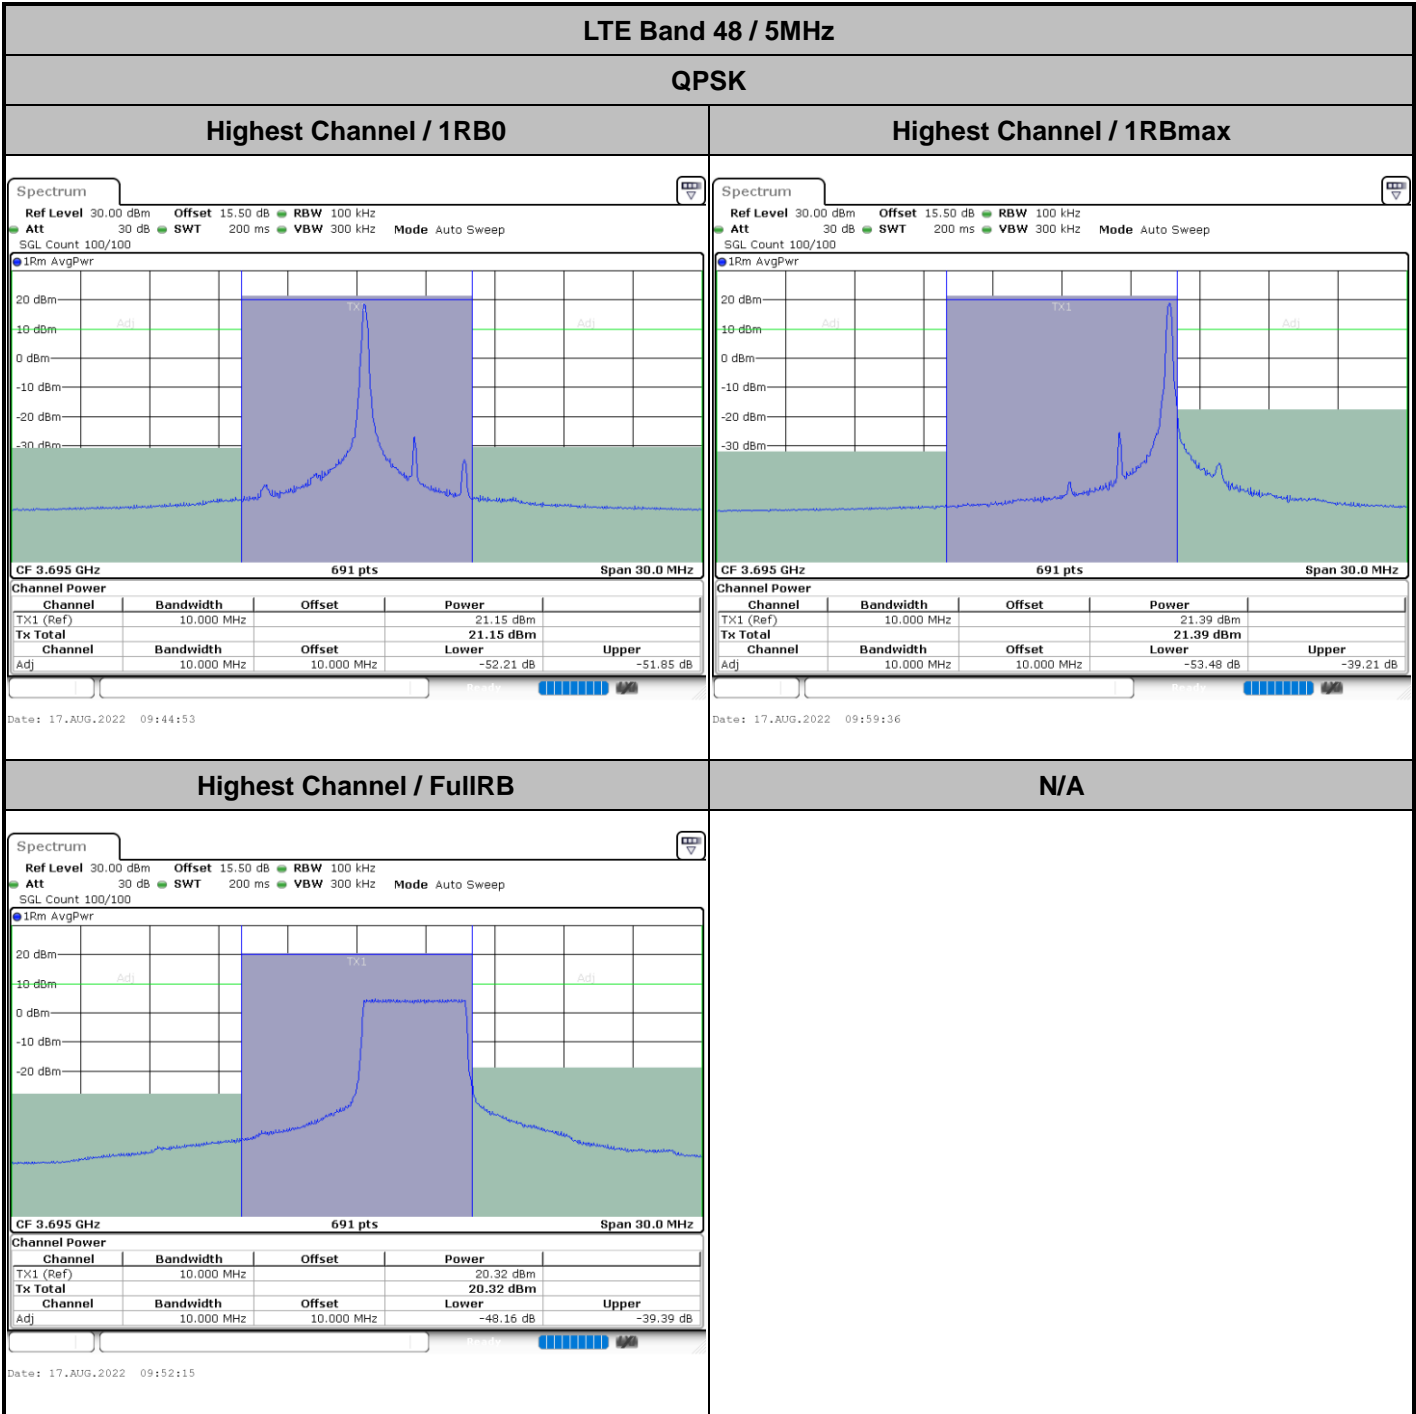 LTE Band 48 / 5MHz
QPSK
Highest Channel / 1RB0
Highest Channel / 1RBmax
Spectrum
Ref Level 30.00 dBm Offset 15.50 dB RBW 100 kHz
Att 30 dB SWT 200 ms VBW 300 kHz Mode Auto Sweep
SGL Count 100/100
1Rm AvgPwr
20 dBm
10 dBm
0 dBm
-10 dBm
-20 dBm
-30 dBm
Adj
TX1
Adj
CF 3.695 GHz 691 pts Span 30.0 MHz
Channel Power
Channel Bandwidth Offset Power
TX1 (Ref) 10.000 MHz 21.15 dBm
Tx Total 21.15 dBm
Channel Bandwidth Offset Lower Upper
Adj 10.000 MHz 10.000 MHz -52.21 dB -51.85 dB
Ready
Date: 17.AUG.2022 09:44:53
Spectrum
Ref Level 30.00 dBm Offset 15.50 dB RBW 100 kHz
Att 30 dB SWT 200 ms VBW 300 kHz Mode Auto Sweep
SGL Count 100/100
1Rm AvgPwr
20 dBm
10 dBm
0 dBm
-10 dBm
-20 dBm
-30 dBm
Adj
TX1
Adj
CF 3.695 GHz 691 pts Span 30.0 MHz
Channel Power
Channel Bandwidth Offset Power
TX1 (Ref) 10.000 MHz 21.39 dBm
Tx Total 21.39 dBm
Channel Bandwidth Offset Lower Upper
Adj 10.000 MHz 10.000 MHz -53.48 dB -39.21 dB
Ready
Date: 17.AUG.2022 09:59:36
Highest Channel / FullRB
N/A
Spectrum
Ref Level 30.00 dBm Offset 15.50 dB RBW 100 kHz
Att 30 dB SWT 200 ms VBW 300 kHz Mode Auto Sweep
SGL Count 100/100
1Rm AvgPwr
20 dBm
10 dBm
0 dBm
-10 dBm
-20 dBm
Adj
TX1
Adj
CF 3.695 GHz 691 pts Span 30.0 MHz
Channel Power
Channel Bandwidth Offset Power
TX1 (Ref) 10.000 MHz 20.32 dBm
Tx Total 20.32 dBm
Channel Bandwidth Offset Lower Upper
Adj 10.000 MHz 10.000 MHz -48.16 dB -39.39 dB
Ready
Date: 17.AUG.2022 09:52:15